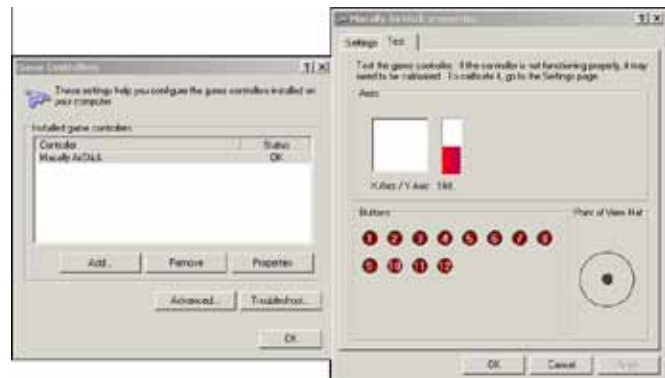 Game Controllers
These settings help you configure the game controllers installed on
your computer.
Installed game controllers
Controller Status
Macally AirStick OK
Add... Remove Properties
Advanced... Troubleshoot...
OK
Macally AirStick properties
Settings Test
Test the game controller. If the controller is not functioning properly, it may
need to be calibrated. To calibrate it, go to the Settings page.
Axes
X Axis / Y Axis
Buttons
Point of View Hat
1 2 3 4 5 6 7 8
9 10 11 12
OK Cancel Apply